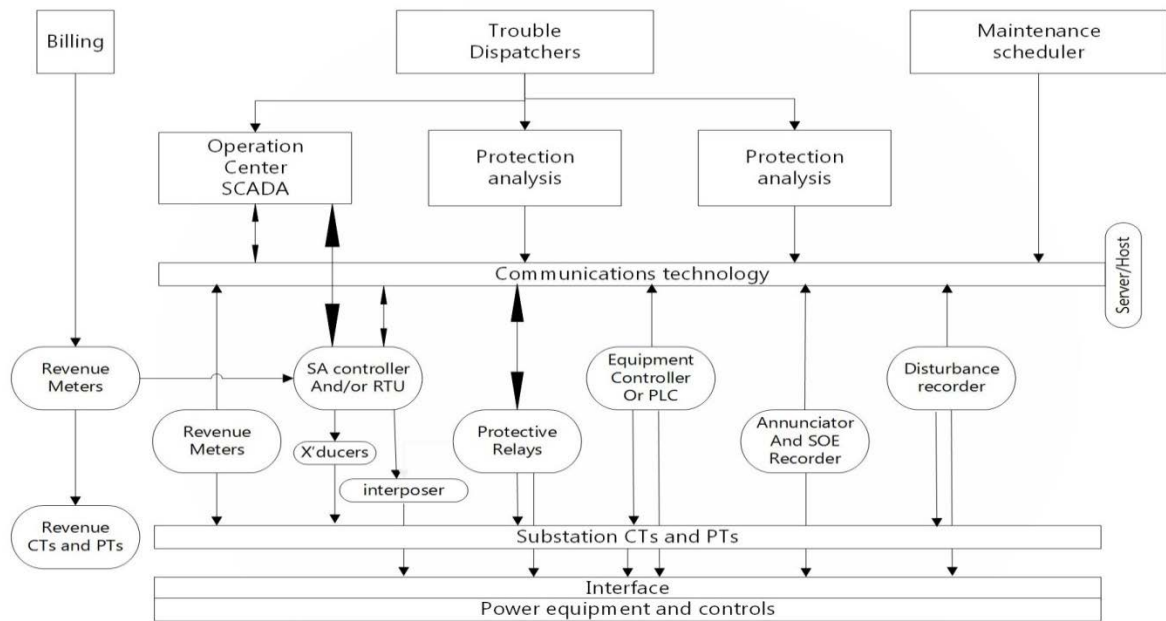 Billing
Trouble
Dispatchers
Maintenance
scheduler
Operation
Center
SCADA
Protection
analysis
Protection
analysis
Communications technology
Server/Host
Revenue
Meters
SA controller
And/or RTU
Equipment
Controller
Or PLC
Disturbance
recorder
Revenue
Meters
X'ducers
Protective
Relays
Annunciator
And SOE
Recorder
interposer
Revenue
CTs and PTs
Substation CTs and PTs
Interface
Power equipment and controls